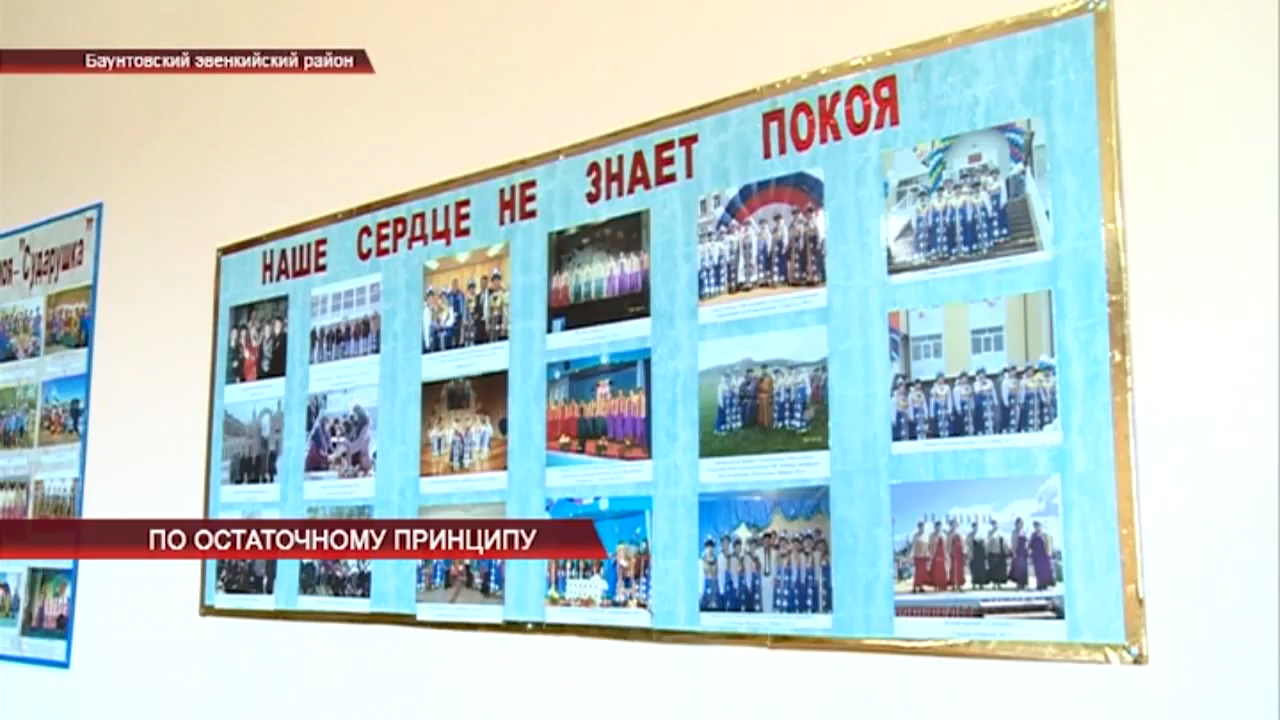 Баунтовский эвенкийский район
НАШЕ СЕРДЦЕ НЕ ЗНАЕТ ПОКОЯ
"Сударушка"
ПО ОСТАТОЧНОМУ ПРИНЦИПУ